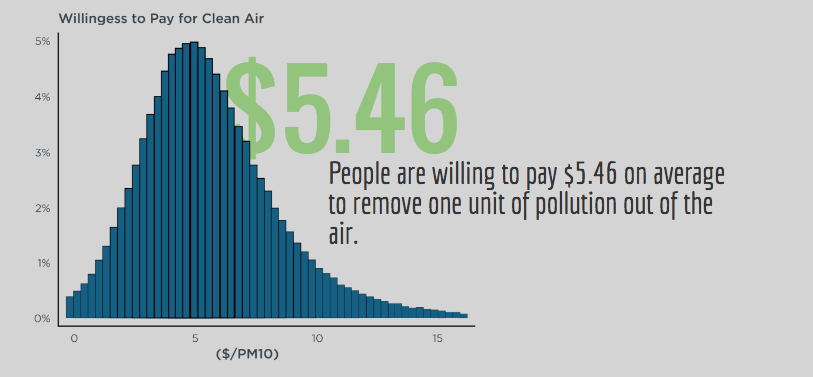 Willingess to Pay for Clean Air
5%
4%
3%
2%
1%
0%
0
5
10
15
($/PM10)
$5.46
People are willing to pay $5.46 on average
to remove one unit of pollution out of the
air.